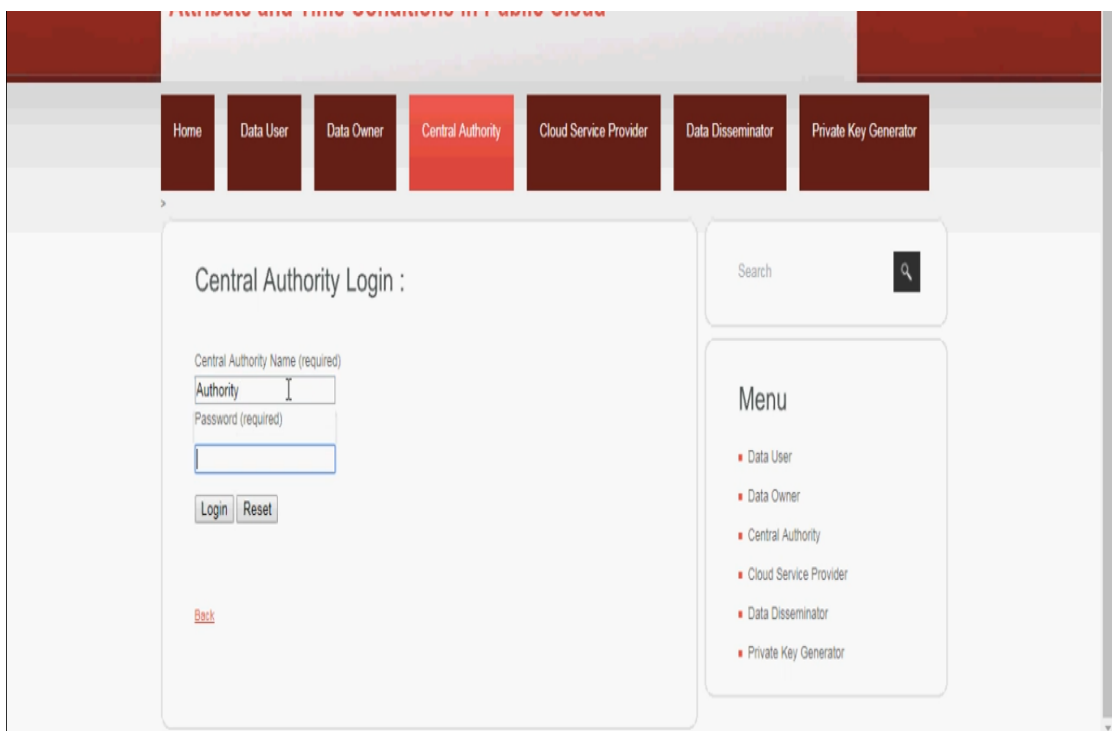 Attribute and Time Conditions in Public Cloud
Home Data User Data Owner Central Authority Cloud Service Provider Data Disseminator Private Key Generator
>
Central Authority Login :
Central Authority Name (required)
Authority
Password (required)
Login Reset
Back
Search
Menu
Data User
Data Owner
Central Authority
Cloud Service Provider
Data Disseminator
Private Key Generator